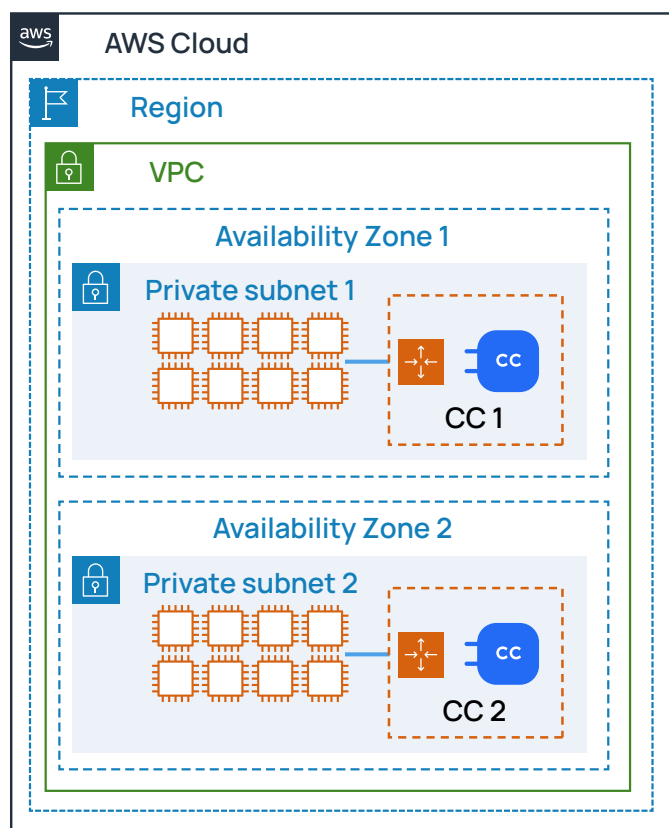 aws
AWS Cloud
Region
VPC
Availability Zone 1
Private subnet 1
CC
CC 1
Availability Zone 2
Private subnet 2
CC
CC 2